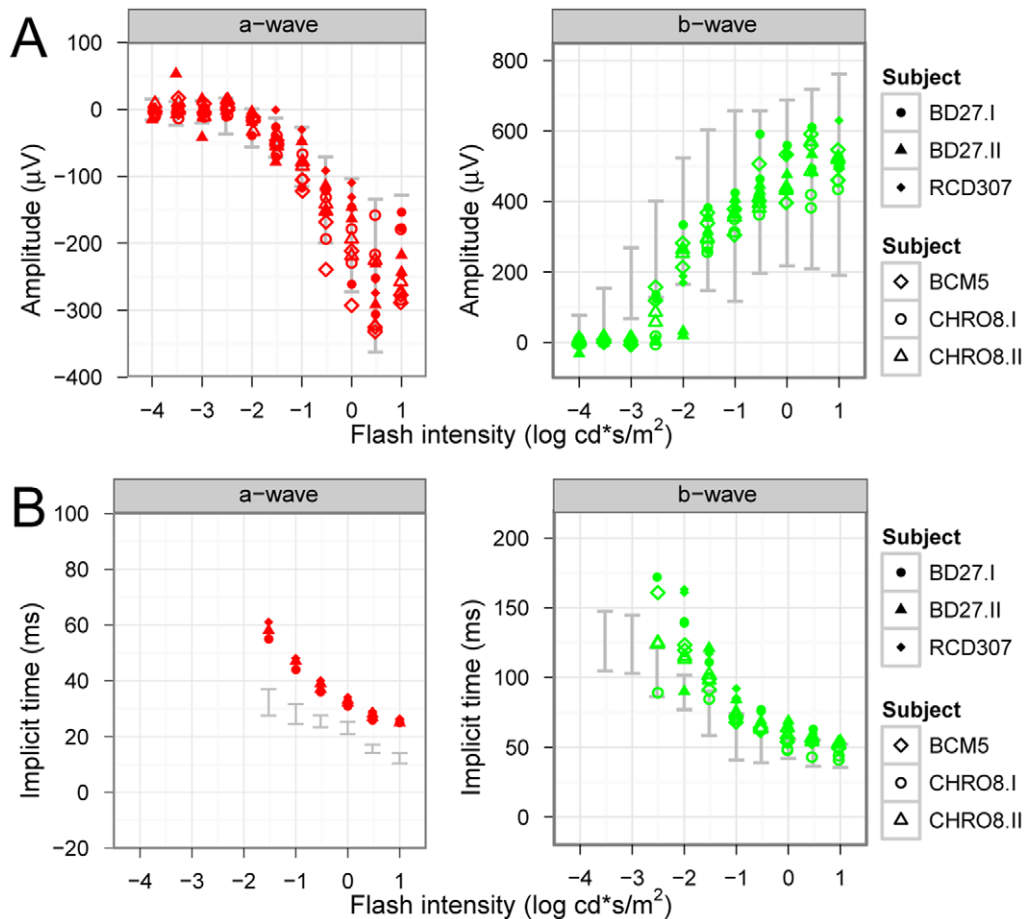 A
a−wave
b−wave
100
0
−100
−200
−300
−400
Amplitude (µV)
−4 −3 −2 −1 0 1
800
600
400
200
0
Amplitude (µV)
−4 −3 −2 −1 0 1
Flash intensity (log cd*s/m²)
Subject
BD27.I
BD27.II
RCD307
Subject
BCM5
CHRO8.I
CHRO8.II
B
a−wave
b−wave
100
80
60
40
20
0
−20
Implicit time (ms)
−4 −3 −2 −1 0 1
200
150
100
50
0
Implicit time (ms)
−4 −3 −2 −1 0 1
Flash intensity (log cd*s/m²)
Subject
BD27.I
BD27.II
RCD307
Subject
BCM5
CHRO8.I
CHRO8.II